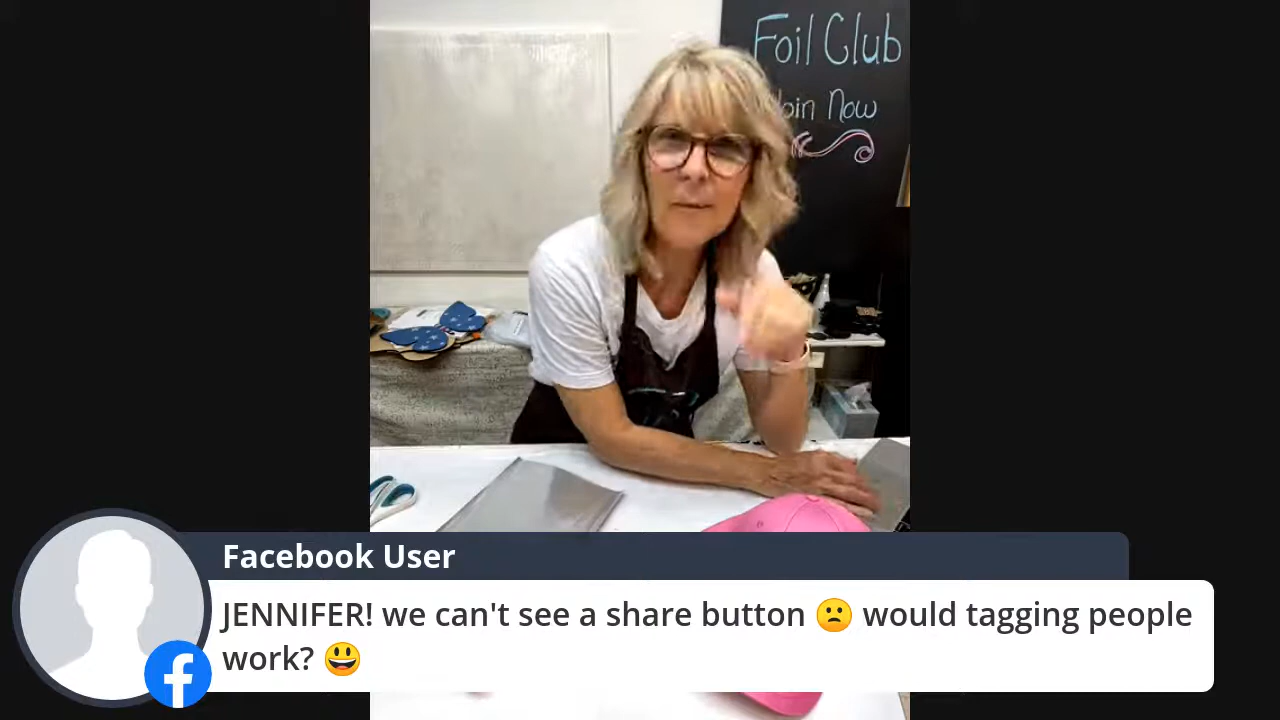 Foil Club
Join Now
Facebook User
JENNIFER! we can't see a share button 🙁 would tagging people
work? 😃